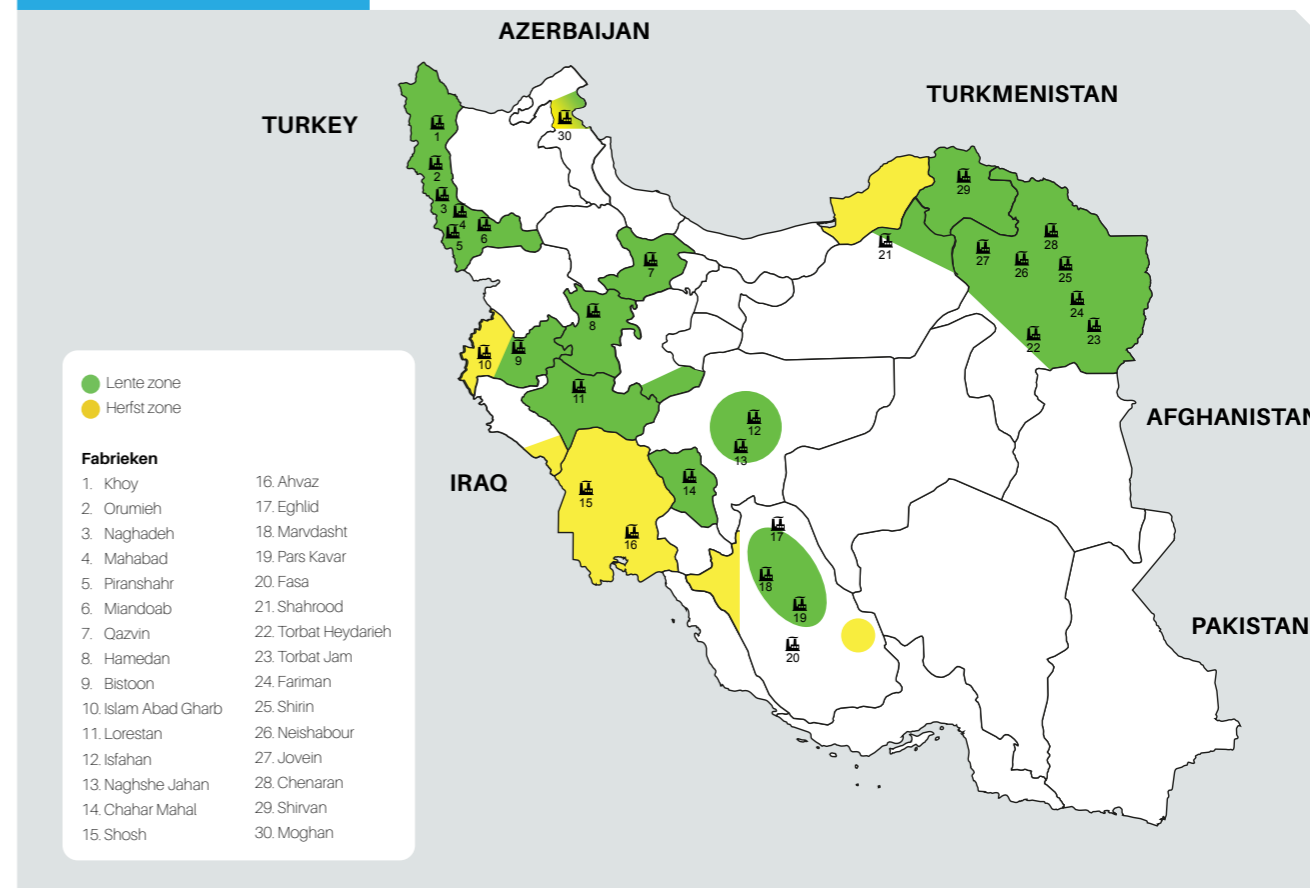 AZERBAIJAN
TURKMENISTAN
TURKEY
AFGHANISTAN
IRAQ
PAKISTAN
1
2
3
4
5
6
7
8
9
10
11
12
13
14
15
16
17
18
19
20
21
22
23
24
25
26
27
28
29
30
Lente zone
Herfst zone
Fabrieken
1. Khoy
2. Orumieh
3. Naghadeh
4. Mahabad
5. Piranshahr
6. Miandoab
7. Qazvin
8. Hamedan
9. Bistoon
10. Islam Abad Gharb
11. Lorestan
12. Isfahan
13. Naghshe Jahan
14. Chahar Mahal
15. Shosh
16. Ahvaz
17. Eghlid
18. Marvdasht
19. Pars Kavar
20. Fasa
21. Shahrood
22. Torbat Heydarieh
23. Torbat Jam
24. Fariman
25. Shirin
26. Neishabour
27. Jovein
28. Chenaran
29. Shirvan
30. Moghan